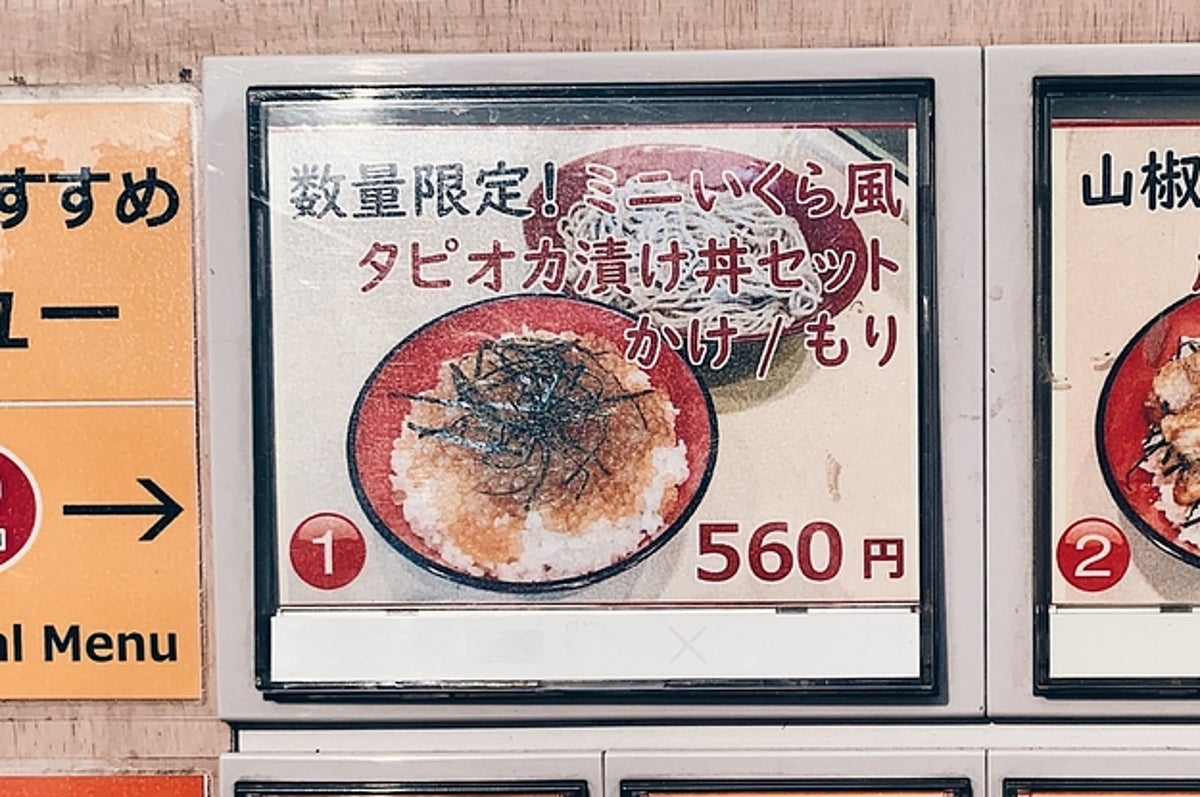 すすめ
ュー
→
al Menu
数量限定!ミニいくら風
タピオカ漬け丼セット
かけ/もり
1
560円
山椒
2